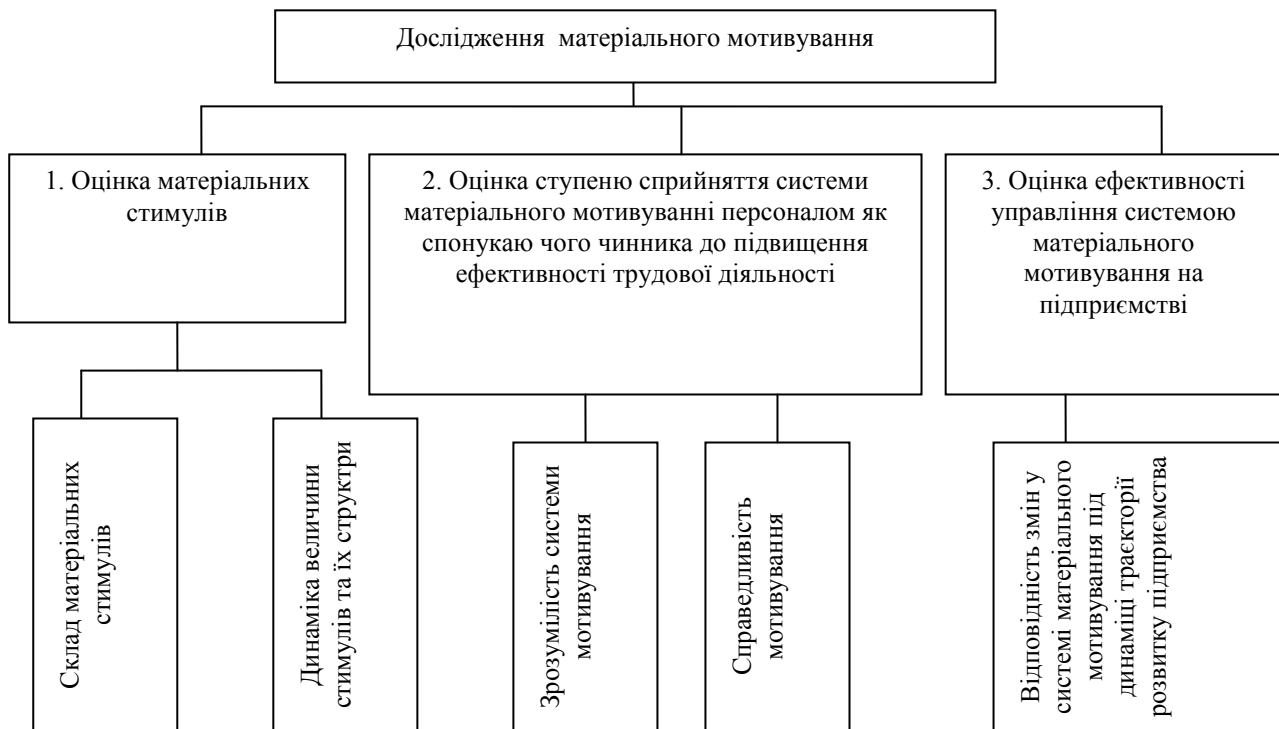 Дослідження  матеріального мотивування
1. Оцінка матеріальних
стимулів
2. Оцінка ступеню сприйняття системи
матеріального мотивуванні персоналом як
спонукаю чого чинника до підвищення
ефективності трудової діяльності
3. Оцінка ефективності
управління системою
матеріального
мотивування на
підприємстві
Склад матеріальних
стимулів
Динаміка величини
стимулів та їх структри
Зрозумілість системи
мотивування
Справедливість
мотивування
Відповідність змін у
системі матеріального
мотивування під
динаміці траєкторії
розвитку підприємства